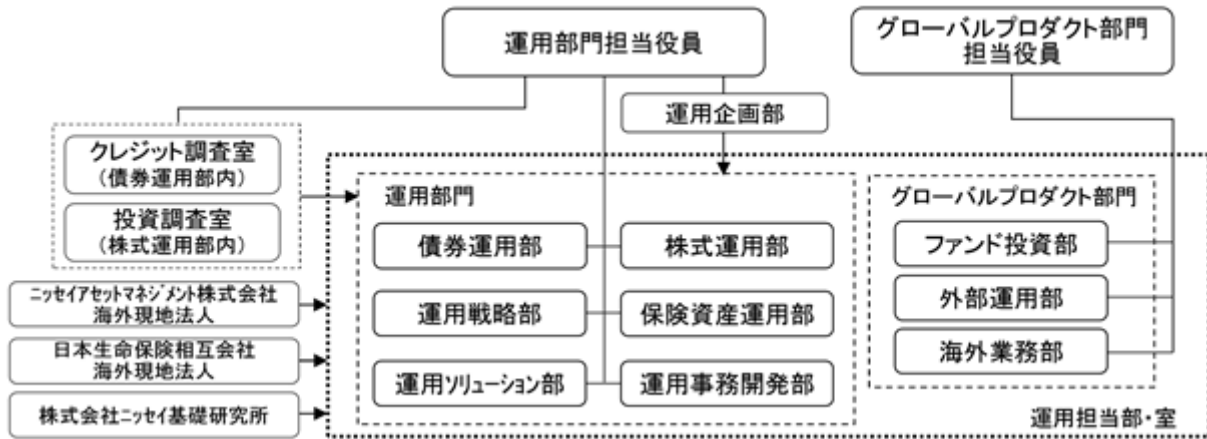 運用部門担当役員
グローバルプロダクト部門
担当役員
運用企画部
クレジット調査室
(債券運用部内)
投資調査室
(株式運用部内)
運用部門
債券運用部
株式運用部
運用戦略部
保険資産運用部
運用ソリューション部
運用事務開発部
グローバルプロダクト部門
ファンド投資部
外部運用部
海外業務部
ニッセイアセットマネジメント株式会社
海外現地法人
日本生命保険相互会社
海外現地法人
株式会社ニッセイ基礎研究所
運用担当部・室